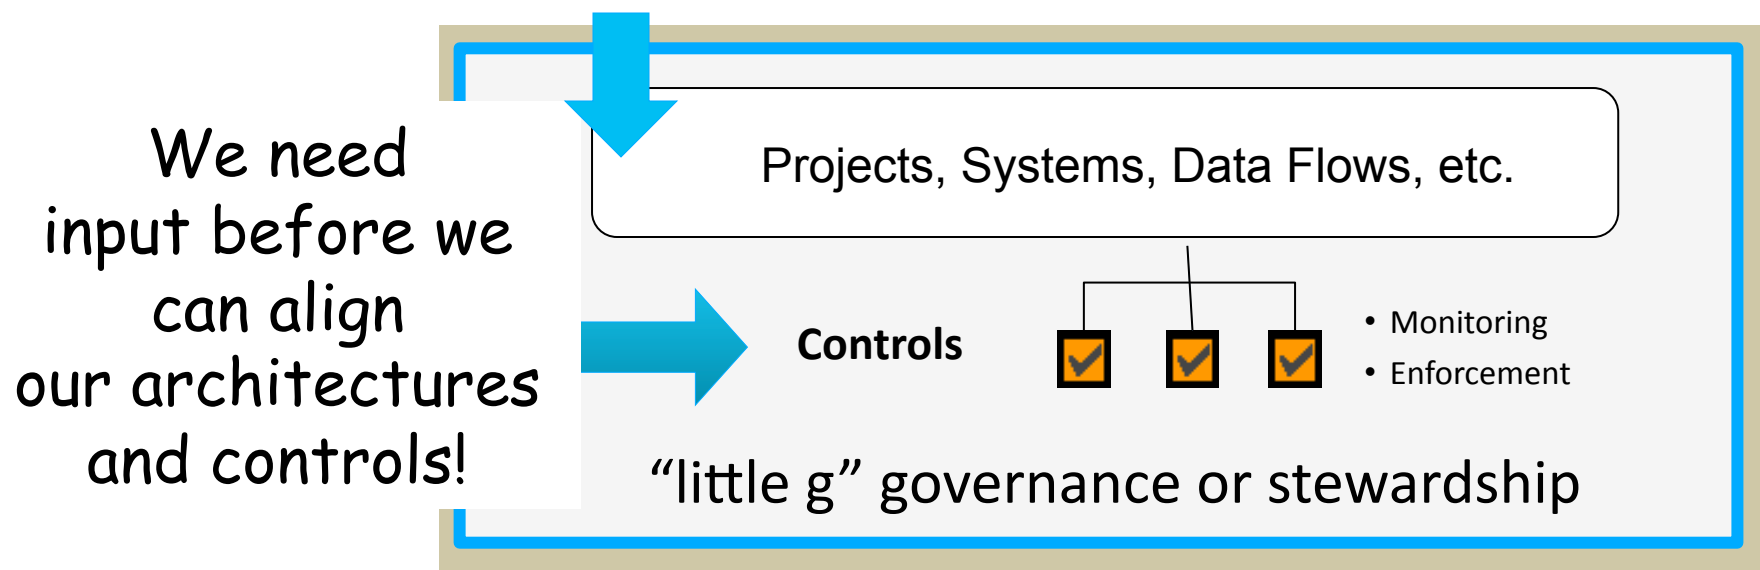 We need
input before we
can align
our architectures
and controls!
Projects, Systems, Data Flows, etc.
Controls
• Monitoring
• Enforcement
“little g” governance or stewardship